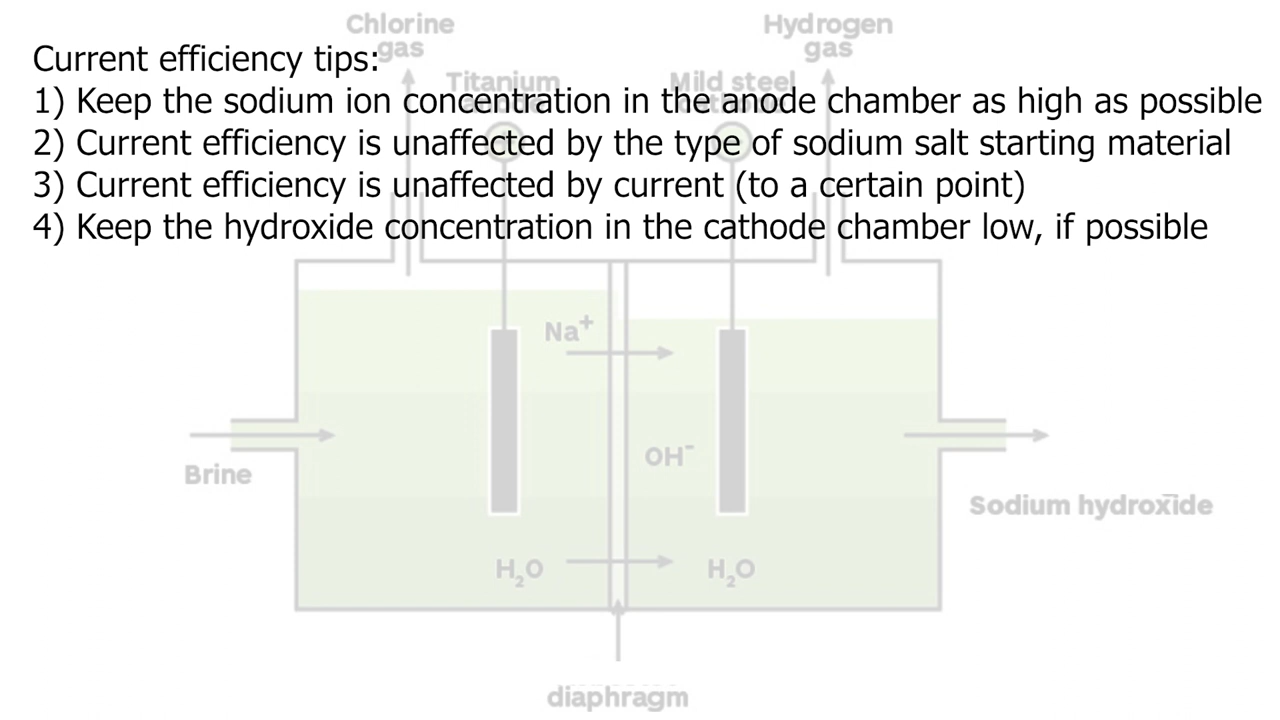 Chlorine gas
Hydrogen gas
Current efficiency tips:
Titanium
Mild steel
1) Keep the sodium ion concentration in the anode chamber as high as possible
2) Current efficiency is unaffected by the type of sodium salt starting material
3) Current efficiency is unaffected by current (to a certain point)
4) Keep the hydroxide concentration in the cathode chamber low, if possible
Na⁺
OH⁻
Brine
Sodium hydroxide
H₂O
H₂O
diaphragm